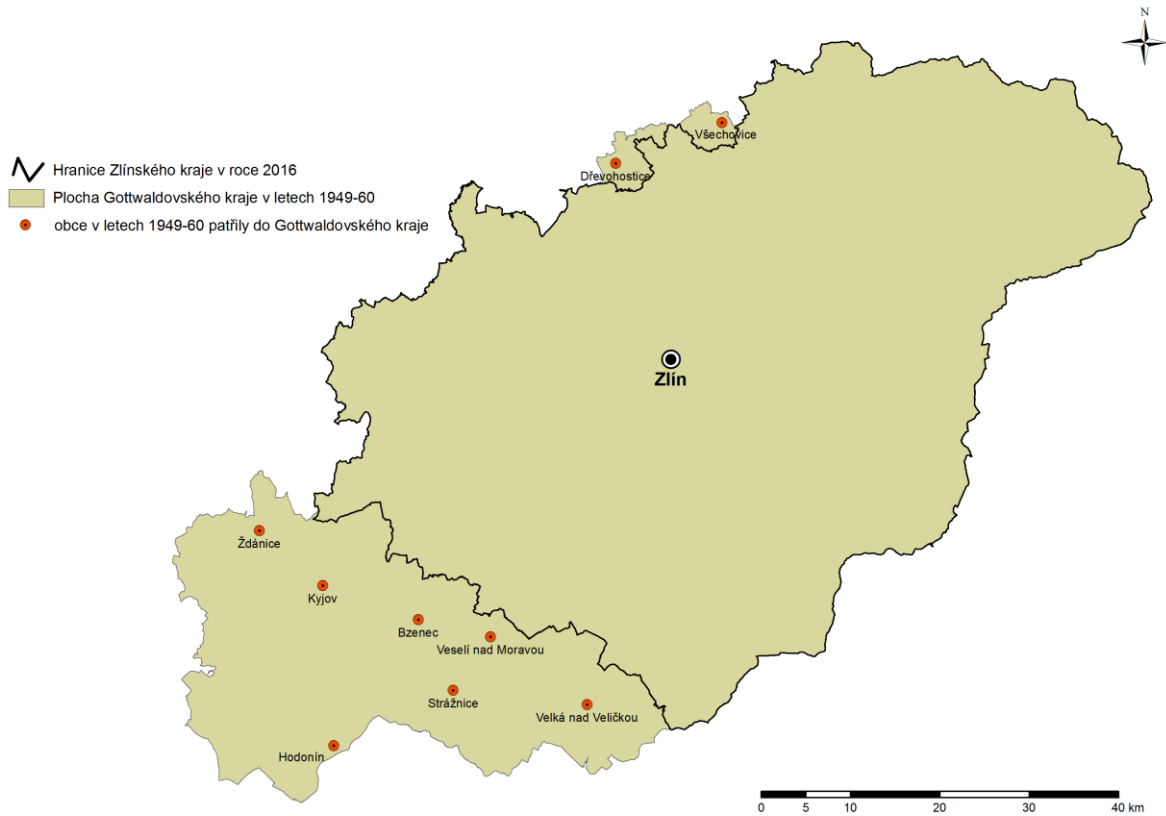 N
Všechovice
Dřevohostice
Hranice Zlínského kraje v roce 2016
Plocha Gottwaldovského kraje v letech 1949-60
obce v letech 1949-60 patřily do Gottwaldovského kraje
Zlín
Ždánice
Kyjov
Bzenec
Veselí nad Moravou
Strážnice
Velká nad Veličkou
Hodonín
0 5 10 20 30 40 km